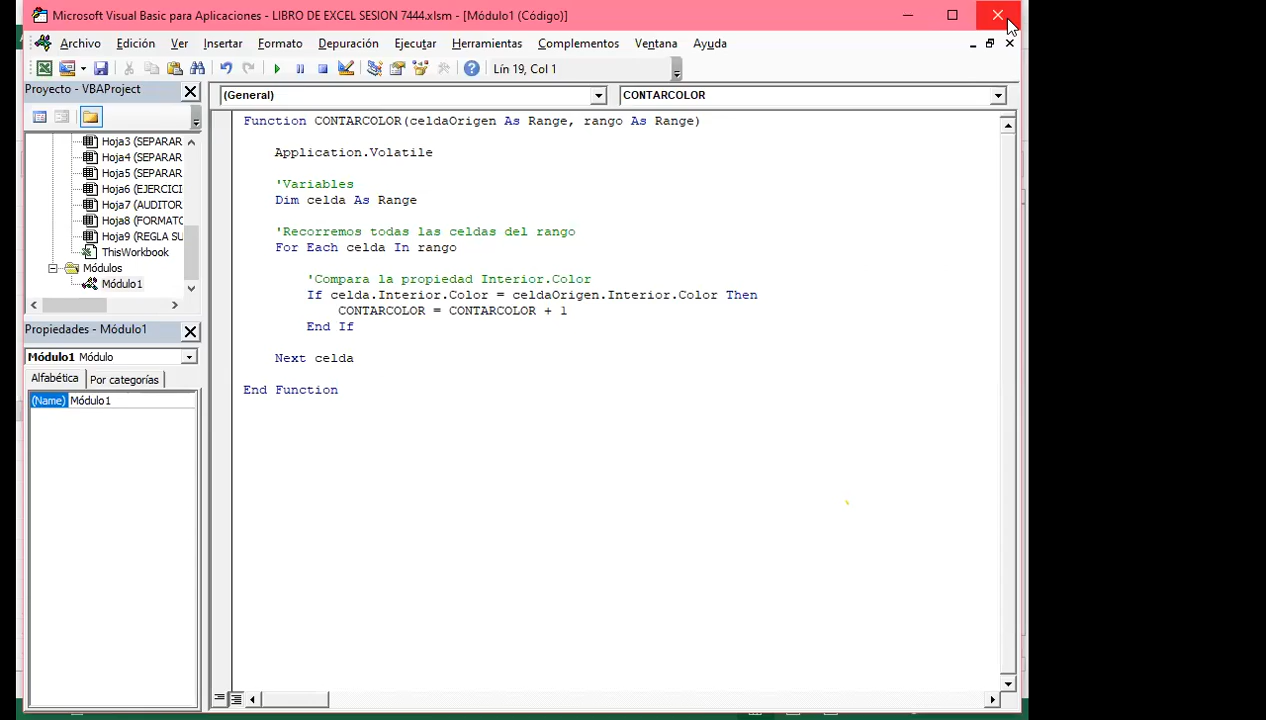 Microsoft Visual Basic para Aplicaciones - LIBRO DE EXCEL SESION 7444.xlsm - [Módulo1 (Código)]
Archivo Edición Ver Insertar Formato Depuración Ejecutar Herramientas Complementos Ventana Ayuda
Lín 19, Col 1
Proyecto - VBAProject
(General)
CONTARCOLOR
Hoja3 (SEPARAR
Hoja4 (SEPARAR
Hoja5 (SEPARAR
Hoja6 (EJERCICI
Hoja7 (AUDITOR
Hoja8 (FORMATO
Hoja9 (REGLA SU
ThisWorkbook
Módulos
Módulo1
Propiedades - Módulo1
Módulo1 Módulo
Alfabética Por categorías
(Name) Módulo1
Function CONTARCOLOR(celdaOrigen As Range, rango As Range)
Application.Volatile
'Variables
Dim celda As Range
'Recorremos todas las celdas del rango
For Each celda In rango
'Compara la propiedad Interior.Color
If celda.Interior.Color = celdaOrigen.Interior.Color Then
CONTARCOLOR = CONTARCOLOR + 1
End If
Next celda
End Function